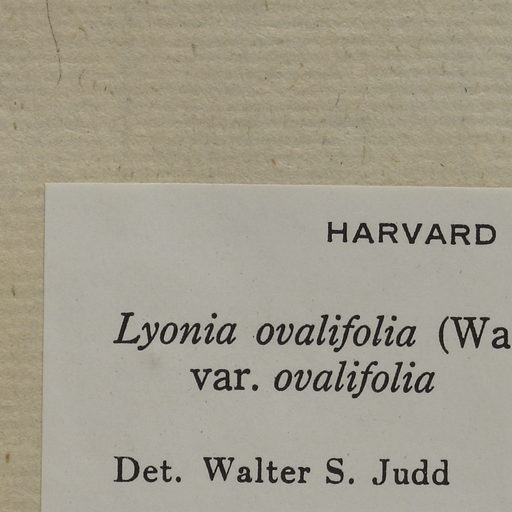 HARVARD
Lyonia ovalifolia (Wa
var. ovalifolia
Det. Walter S. Judd